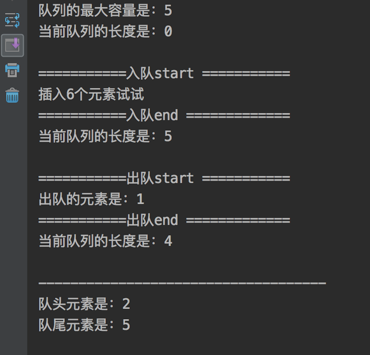 队列的最大容量是：5
当前队列的长度是：0
===========入队start ===========
插入6个元素试试
===========入队end =============
当前队列的长度是：5
===========出队start ===========
出队的元素是：1
===========出队end =============
当前队列的长度是：4
------------------------------------
队头元素是：2
队尾元素是：5